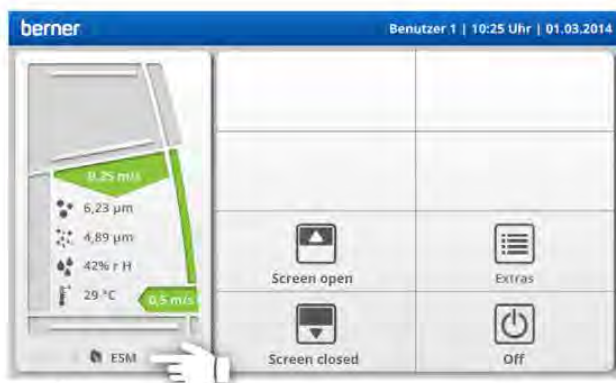 berner
Benutzer 1 | 10:25 Uhr | 01.03.2014
0,25 m/s
6,23 µm
4,89 µm
42% r H
29 °C
0,5 m/s
ESM
Screen open
Extras
Screen closed
Off